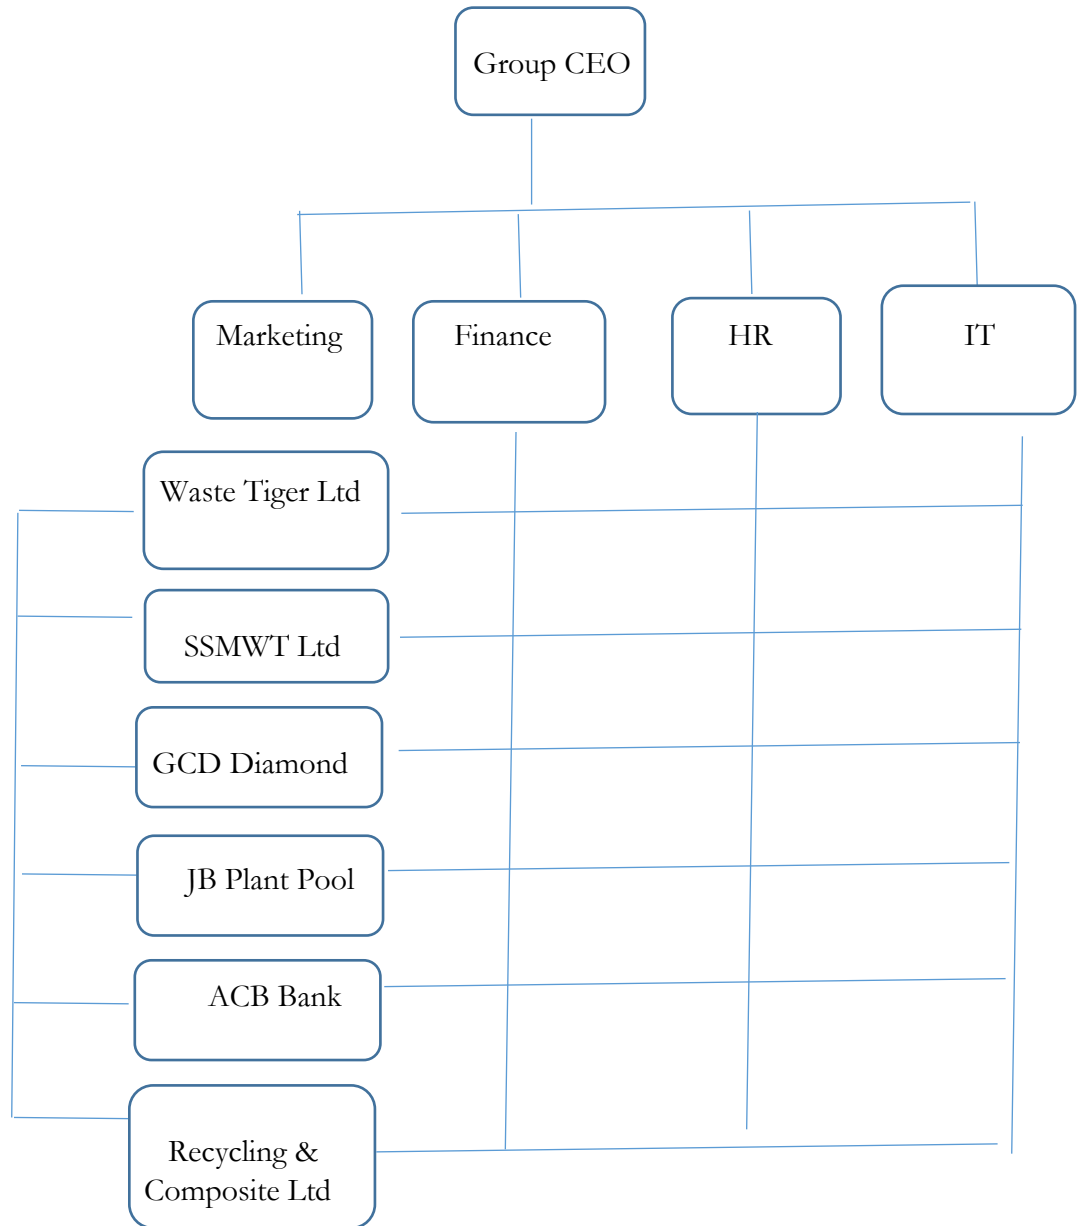 Group CEO
Marketing
Finance
HR
IT
Waste Tiger Ltd
SSMWT Ltd
GCD Diamond
JB Plant Pool
ACB Bank
Recycling &
Composite Ltd